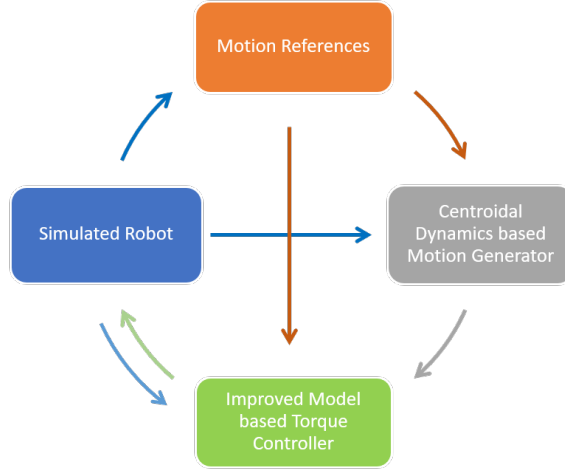 Motion References
Simulated Robot
Centroidal
Dynamics based
Motion Generator
Improved Model
based Torque
Controller